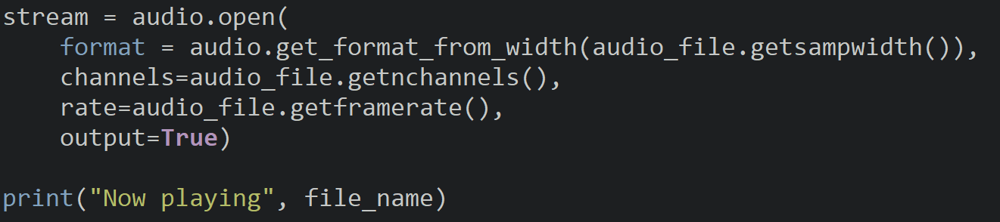 stream = audio.open(
    format = audio.get_format_from_width(audio_file.getsampwidth()),
    channels=audio_file.getnchannels(),
    rate=audio_file.getframerate(),
    output=True)

print("Now playing", file_name)